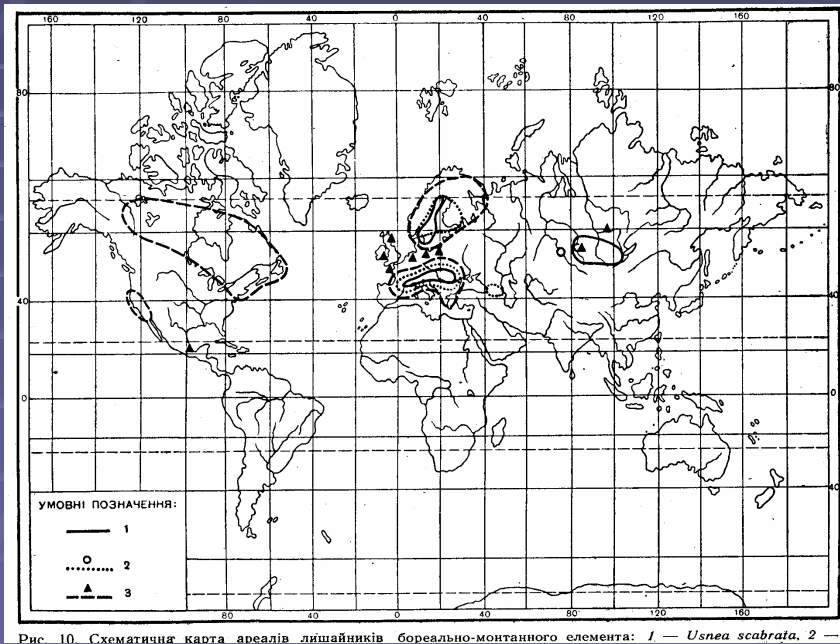 160 120 80 40 0 40 80 120 160
80 80
40 40
0 0
40
УМОВНІ ПОЗНАЧЕННЯ:
1
2
3
80 40 0 40 80 120 160
Рис. 10. Схематична карта ареалів лишайників бореально-монтанного елемента: 1 — Usnea scabrata, 2 —